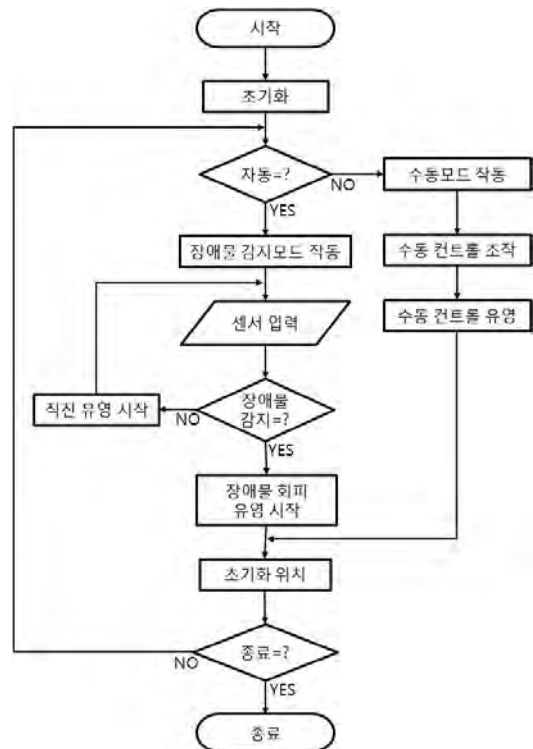 시작
초기화
자동=?
NO
수동모드 작동
YES
장애물 감지모드 작동
수동 컨트롤 조작
센서 입력
수동 컨트롤 유영
직진 유영 시작
NO
장애물
감지=?
YES
장애물 회피
유영 시작
초기화 위치
종료=?
NO
YES
종료